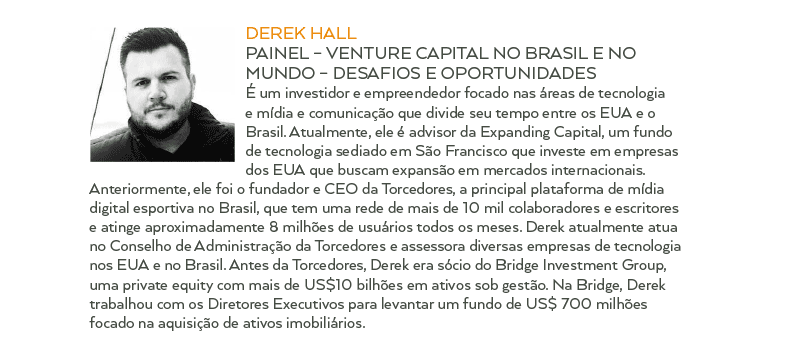 DEREK HALL
PAINEL – VENTURE CAPITAL NO BRASIL E NO
MUNDO – DESAFIOS E OPORTUNIDADES
É um investidor e empreendedor focado nas áreas de tecnologia
e mídia e comunicação que divide seu tempo entre os EUA e o
Brasil. Atualmente, ele é advisor da Expanding Capital, um fundo
de tecnologia sediado em São Francisco que investe em empresas
dos EUA que buscam expansão em mercados internacionais.
Anteriormente, ele foi o fundador e CEO da Torcedores, a principal plataforma de mídia
digital esportiva no Brasil, que tem uma rede de mais de 10 mil colaboradores e escritores
e atinge aproximadamente 8 milhões de usuários todos os meses. Derek atualmente atua
no Conselho de Administração da Torcedores e assessora diversas empresas de tecnologia
nos EUA e no Brasil. Antes da Torcedores, Derek era sócio do Bridge Investment Group,
uma private equity com mais de US$10 bilhões em ativos sob gestão. Na Bridge, Derek
trabalhou com os Diretores Executivos para levantar um fundo de US$ 700 milhões
focado na aquisição de ativos imobiliários.